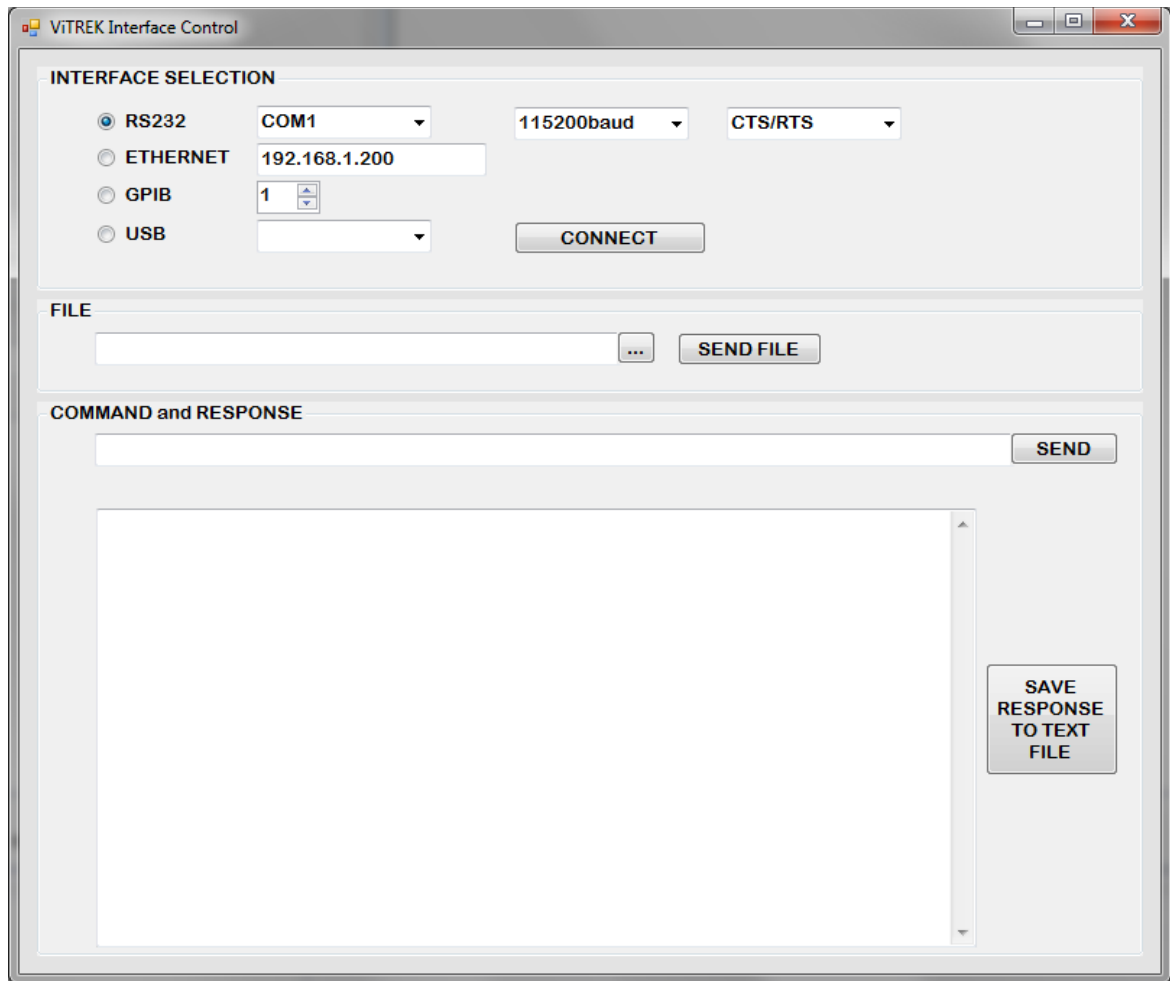 ViTREK Interface Control
INTERFACE SELECTION
RS232 COM1 115200baud CTS/RTS
ETHERNET 192.168.1.200
GPIB 1
USB CONNECT
FILE
... SEND FILE
COMMAND and RESPONSE
SEND
SAVE
RESPONSE
TO TEXT
FILE